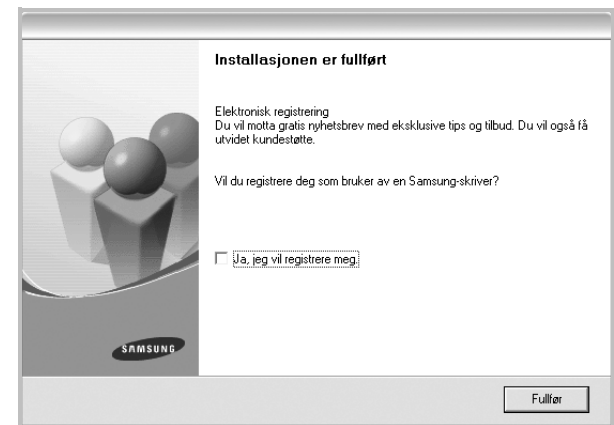 Installasjonen er fullført
Elektronisk registrering
Du vil motta gratis nyhetsbrev med eksklusive tips og tilbud. Du vil også få
utvidet kundestøtte.
Vil du registrere deg som bruker av en Samsung-skriver?
Ja, jeg vil registrere meg.
SAMSUNG
Fullfør